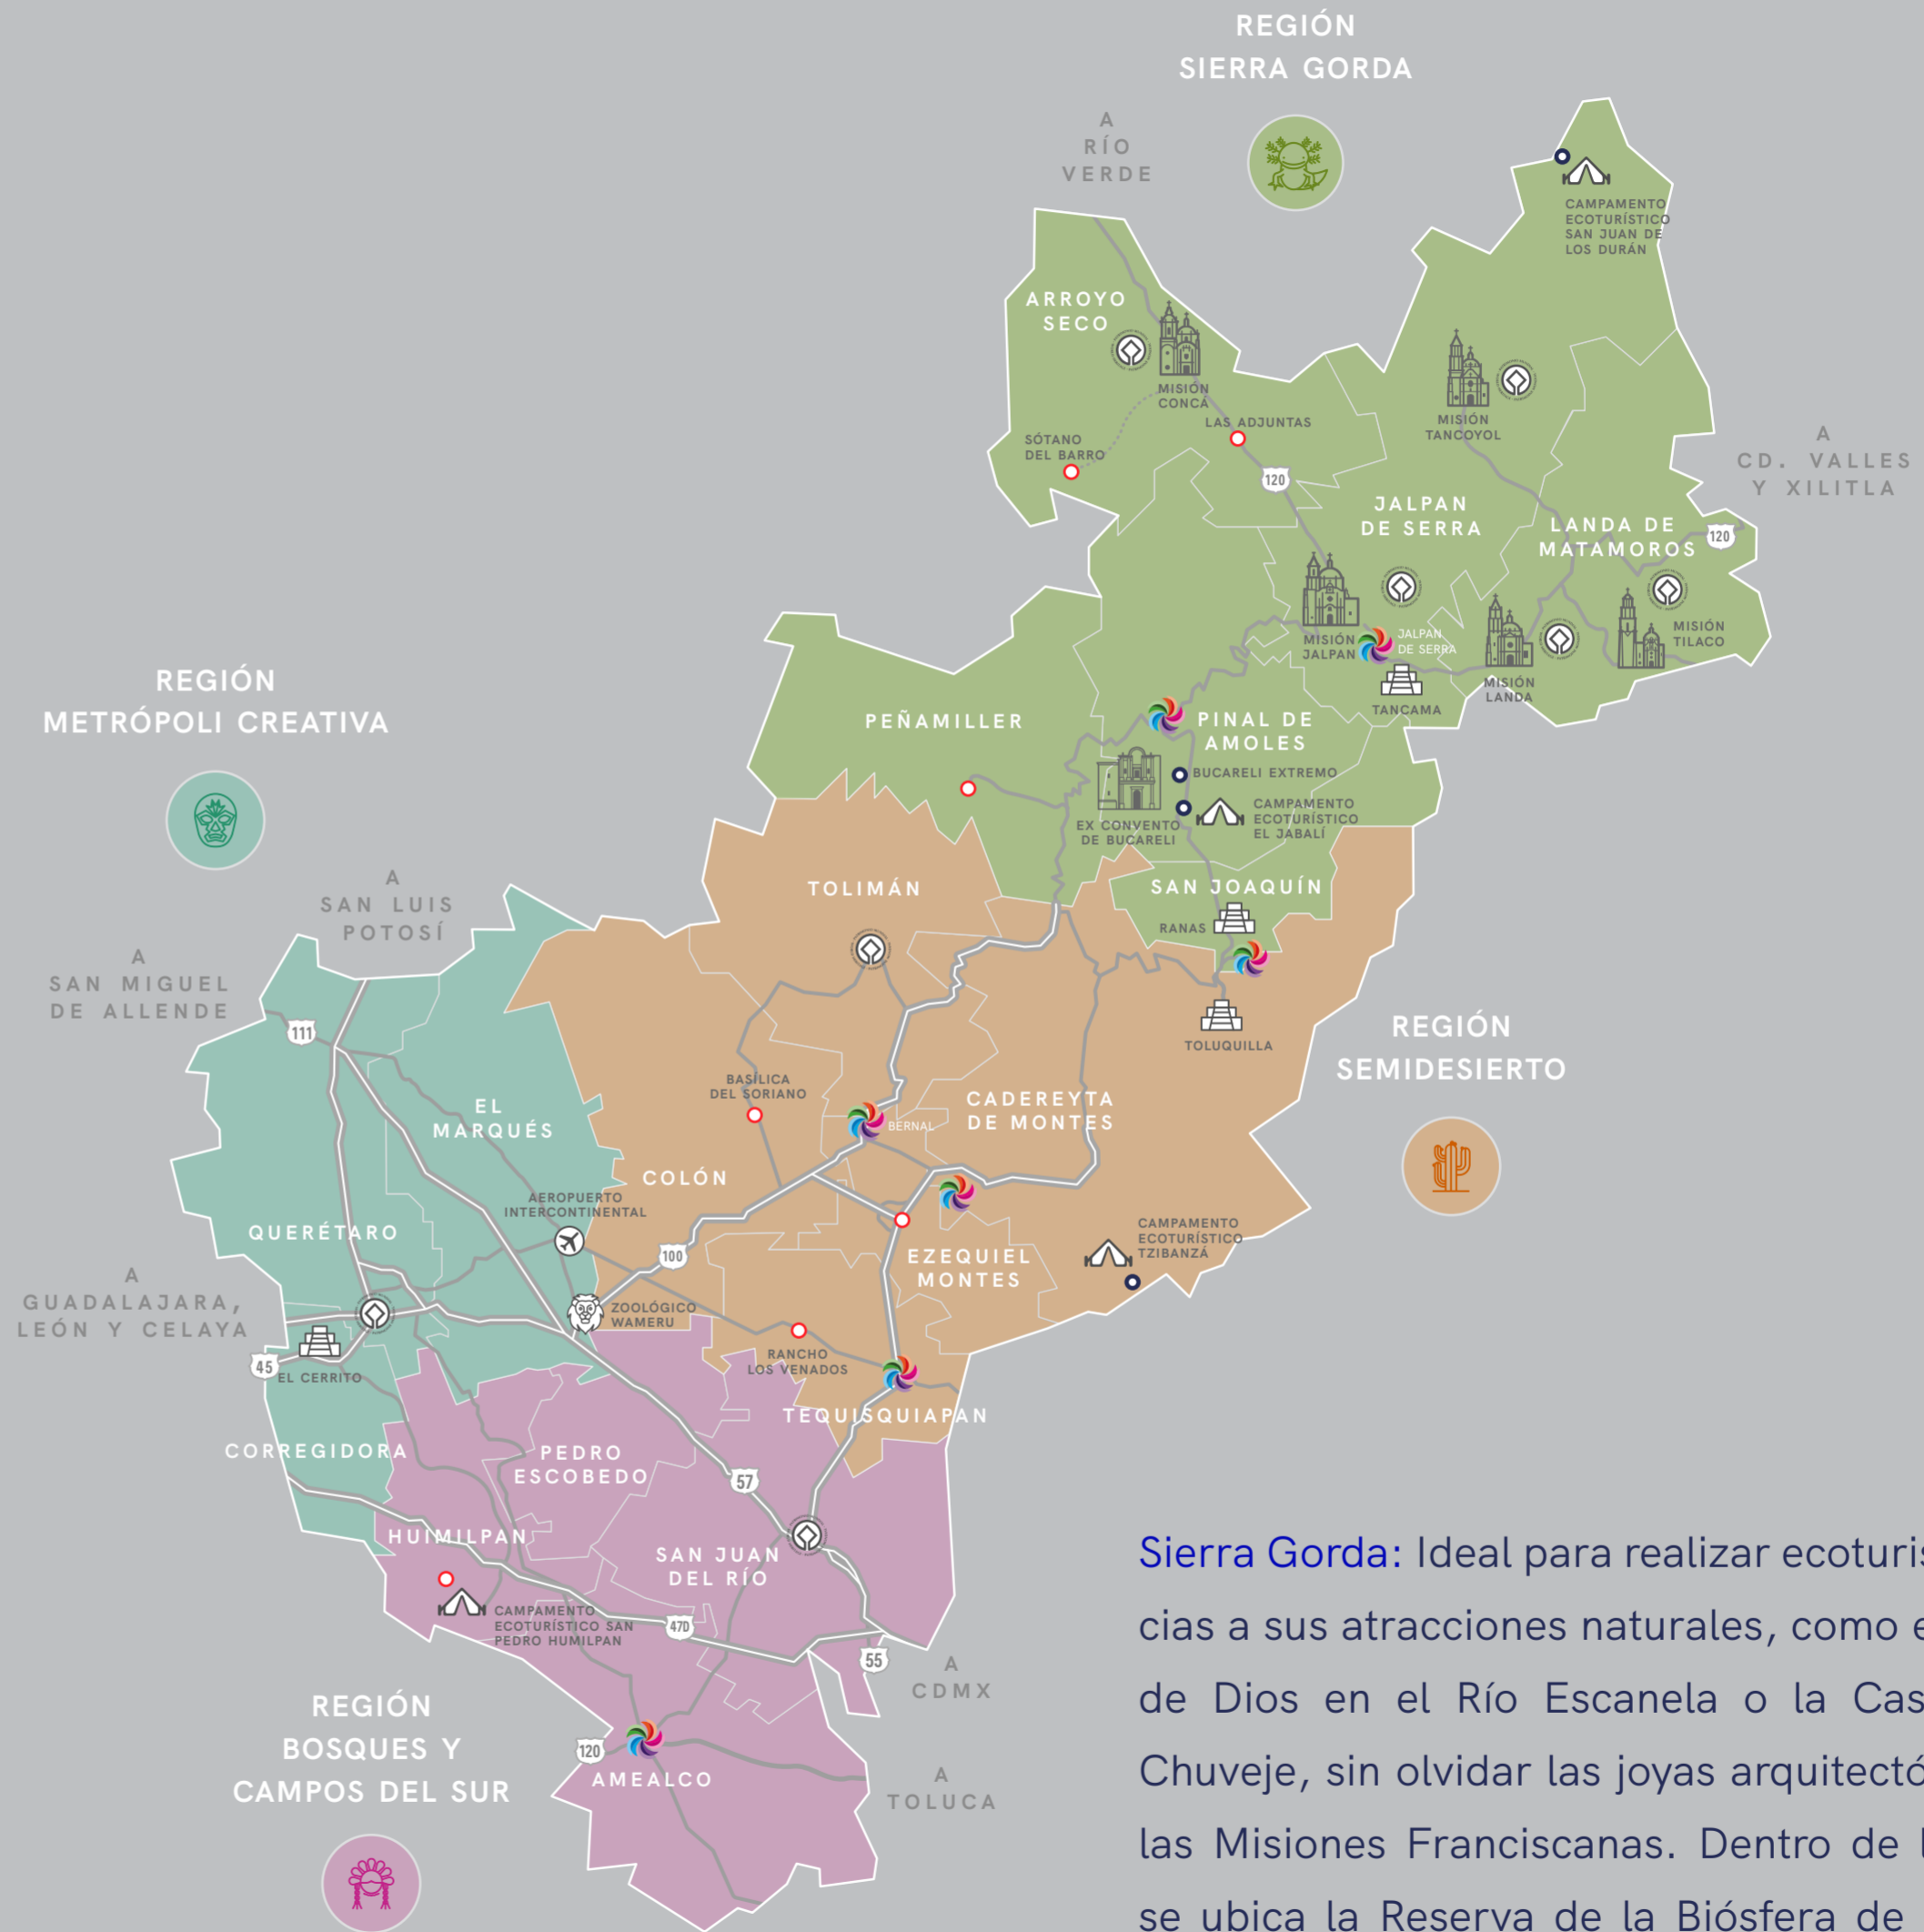 REGIÓN
SIERRA GORDA
A
RÍO
VERDE
CAMPAMENTO
ECOTURÍSTICO
SAN JUAN DE
LOS DURÁN
ARROYO
SECO
MISIÓN
CONCÁ
LAS ADJUNTAS
SÓTANO
DEL BARRO
120
MISIÓN
TANCOYOL
A
CD. VALLES
Y XILITLA
JALPAN
DE SERRA
LANDA DE
MATAMOROS
120
MISIÓN
JALPAN
JALPAN
DE SERRA
MISIÓN
TILACO
MISIÓN
LANDA
TANCAMA
REGIÓN
METRÓPOLI CREATIVA
PEÑAMILLER
PINAL DE
AMOLES
BUCARELI EXTREMO
CAMPAMENTO
ECOTURÍSTICO
EL JABALÍ
EX CONVENTO
DE BUCARELI
TOLIMÁN
SAN JOAQUÍN
RANAS
A
SAN LUIS
POTOSÍ
A
SAN MIGUEL
DE ALLENDE
111
TOLUQUILLA
REGIÓN
SEMIDESIERTO
BASÍLICA
DEL SORIANO
EL
MARQUÉS
BERNAL
CADEREYTA
DE MONTES
COLÓN
AEROPUERTO
INTERCONTINENTAL
QUERÉTARO
100
EZEQUIEL
MONTES
CAMPAMENTO
ECOTURÍSTICO
TZIBANZÁ
A
GUADALAJARA,
LEÓN Y CELAYA
ZOOLÓGICO
WAMERU
45
EL CERRITO
RANCHO
LOS VENADOS
TEQUISQUIAPAN
CORREGIDORA
PEDRO
ESCOBEDO
57
HUIMILPAN
SAN JUAN
DEL RÍO
CAMPAMENTO
ECOTURÍSTICO SAN
PEDRO HUMILPAN
47D
55
A
CDMX
REGIÓN
BOSQUES Y
CAMPOS DEL SUR
120
AMEALCO
A
TOLUCA
Sierra Gorda: Ideal para realizar ecoturis
cias a sus atracciones naturales, como e
de Dios en el Río Escanela o la Cas
Chuveje, sin olvidar las joyas arquitectó
las Misiones Franciscanas. Dentro de l
se ubica la Reserva de la Biósfera de